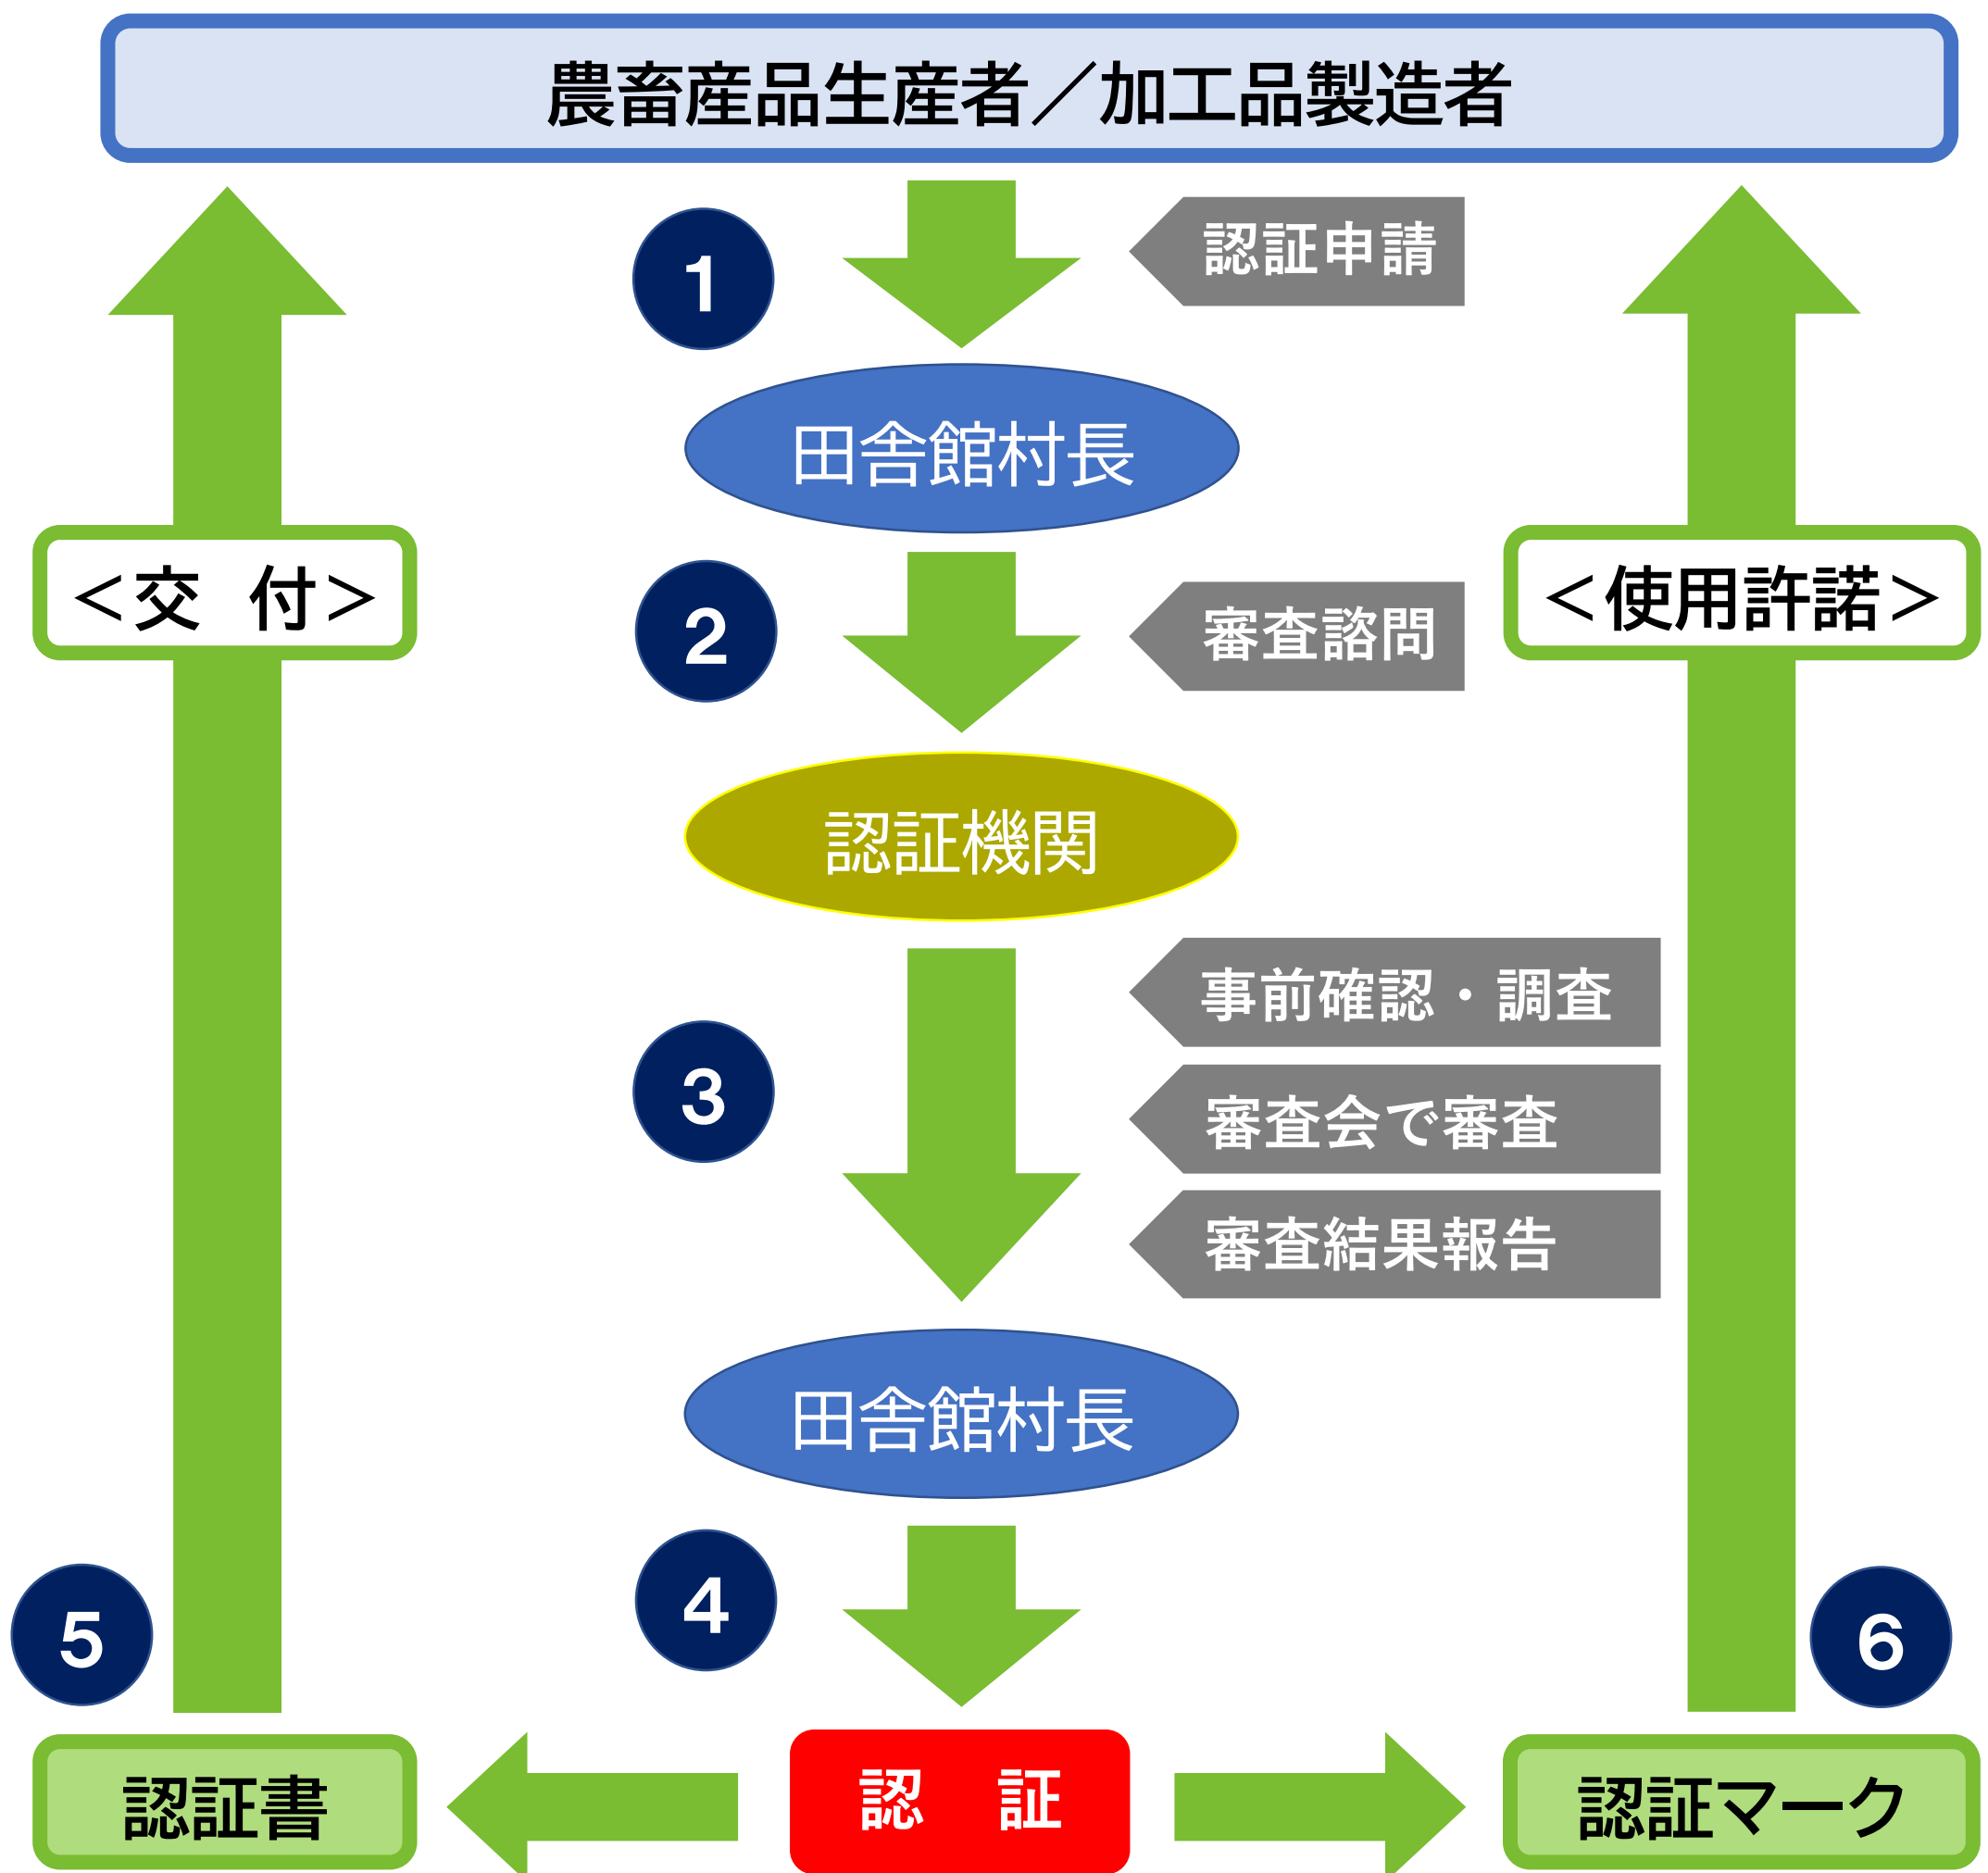 農畜産品生産者／加工品製造者
1
認証申請
田舎館村長
<交　付>
2
審査諮問
<使用許諾>
認証機関
事前確認・調査
3
審査会で審査
審査結果報告
田舎館村長
4
5
6
認証書
認　証
認証マーク